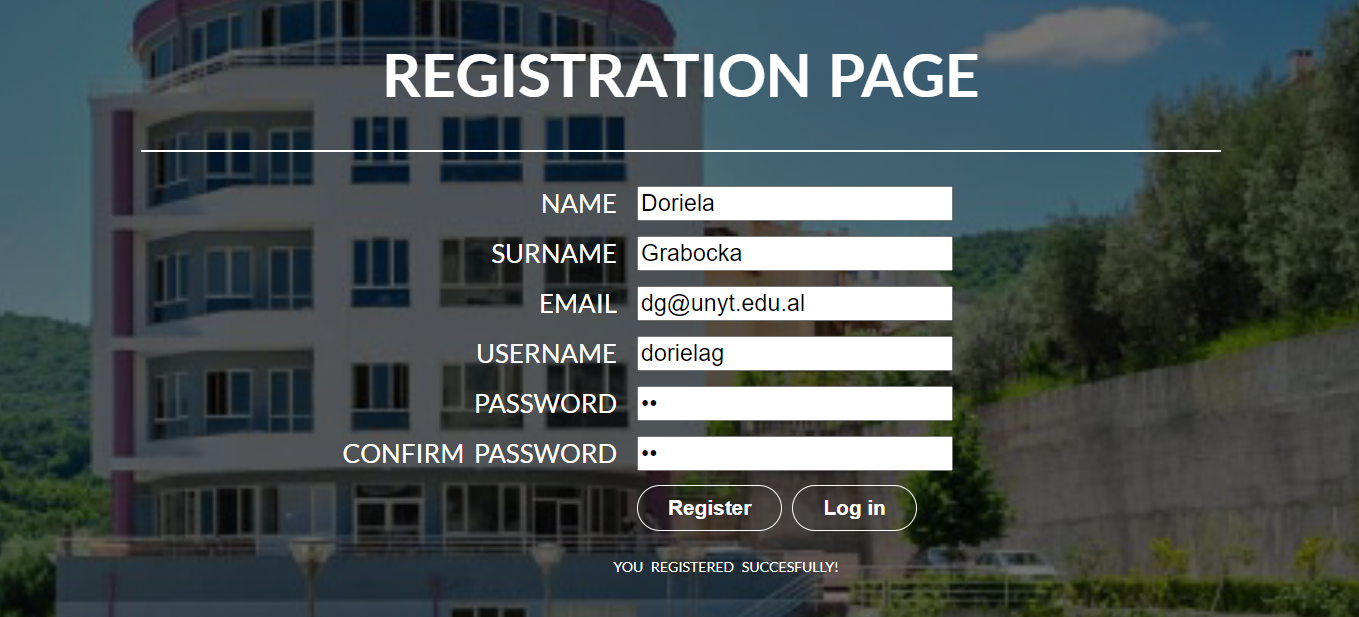 REGISTRATION PAGE
NAME Doriela
SURNAME Grabocka
EMAIL dg@unyt.edu.al
USERNAME dorielag
PASSWORD ••
CONFIRM PASSWORD ••
Register Log in
YOU REGISTERED SUCCESFULLY!